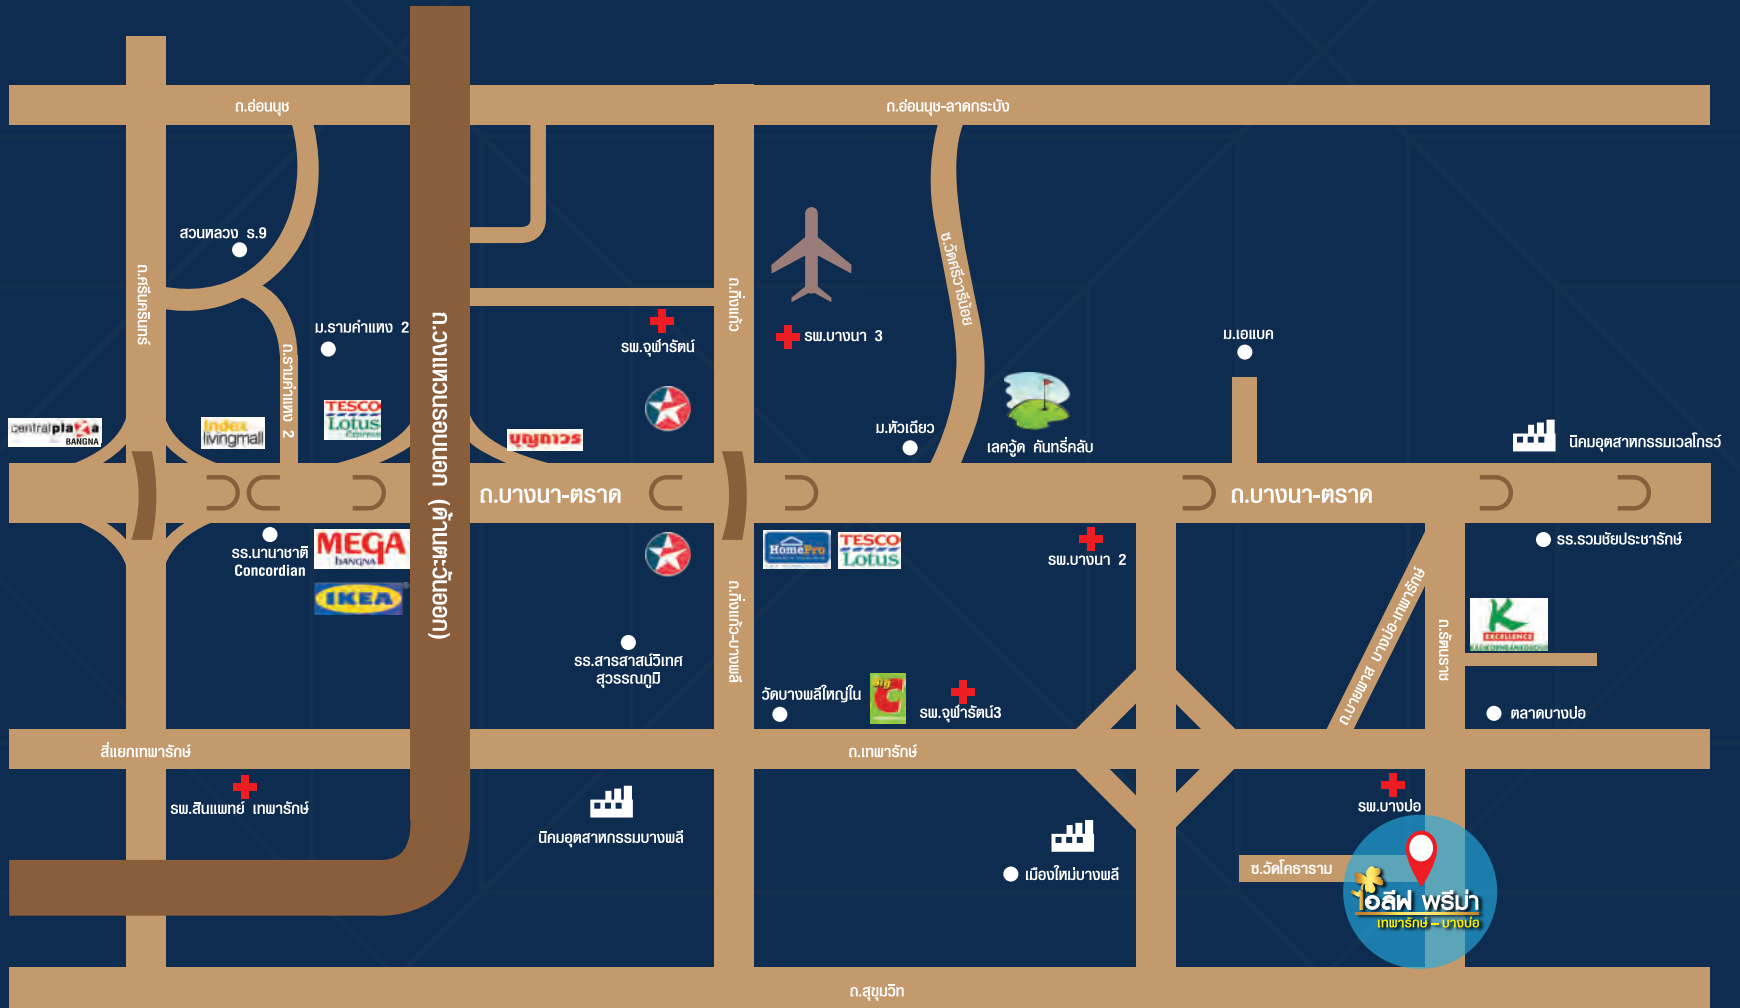 ถ.อ่อนนุช
ถ.อ่อนนุช-ลาดกระบัง
สวนหลวง ร.9
ถ.ศรีนครินทร์
ถ.กิ่งแก้ว
ซ.วัดศรีวารีน้อย
ม.รามคำแหง 2
ถ.รามคำแหง 2
ถ.วงแหวนรอบนอก (ด้านตะวันออก)
รพ.จุฬารัตน์
รพ.บางนา 3
ม.เอแบค
centralplaza
BANGNA
index
livingmall
TESCO
Lotus
Express
บุญถาวร
ม.หัวเฉียว
เลควู้ด คันทรี่คลับ
นิคมอุตสาหกรรมเวลโกรว์
ถ.บางนา-ตราด
ถ.บางนา-ตราด
รร.นานาชาติ
Concordian
MEGA
BANGNA
IKEA
HomePro
TESCO
Lotus
รพ.บางนา 2
รร.รวมชัยประชารักษ์
ถ.กิ่งแก้ว-บางพลี
ถ.บายพาส บางบ่อ-เทพารักษ์
ถ.รัตนราช
K
EXCELLENCE
รร.สารสาสน์วิเทศ
สุวรรณภูมิ
วัดบางพลีใหญ่ใน
Big
C
รพ.จุฬารัตน์3
ตลาดบางบ่อ
สี่แยกเทพารักษ์
ถ.เทพารักษ์
รพ.สินแพทย์ เทพารักษ์
นิคมอุตสาหกรรมบางพลี
เมืองใหม่บางพลี
รพ.บางบ่อ
ซ.วัดโคธาราม
โอลีฟ พรีม่า
เทพารักษ์ – บางบ่อ
ถ.สุขุมวิท